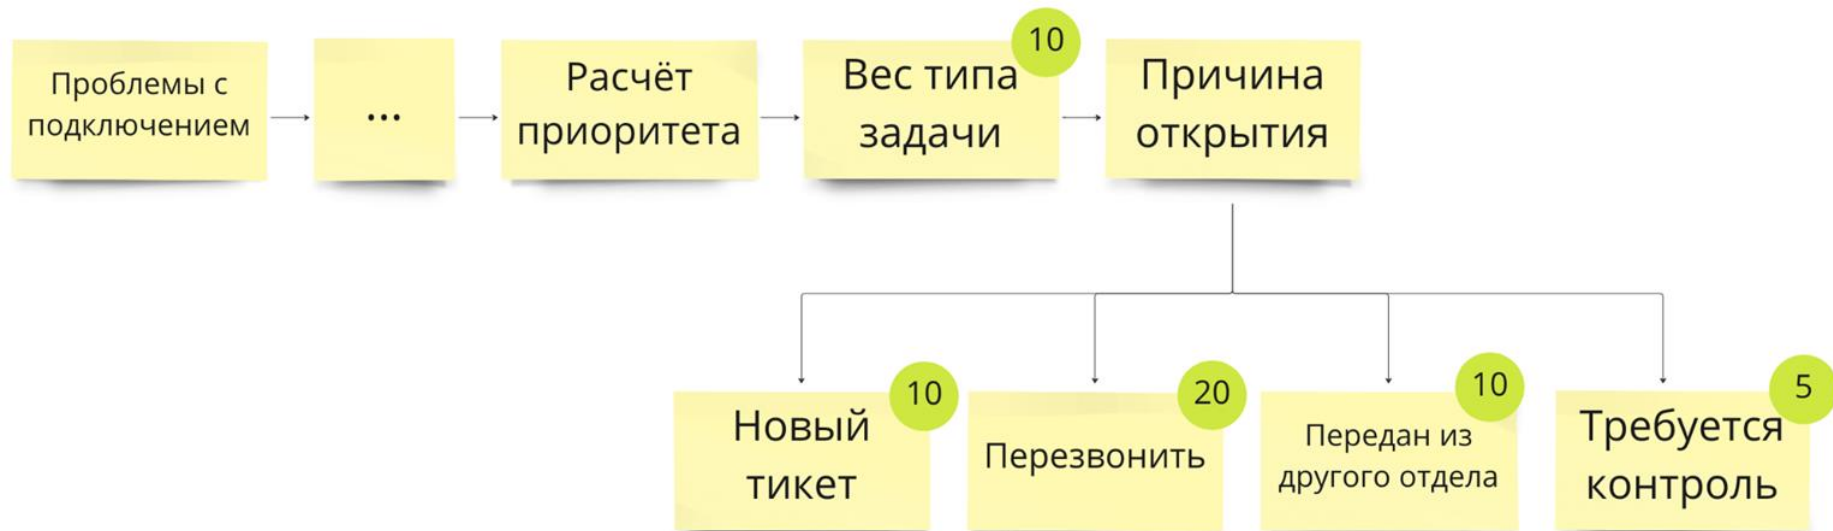 Проблемы с
подключением
...
Расчёт
приоритета
10
Вес типа
задачи
Причина
открытия
10
Новый
тикет
20
Перезвонить
10
Передан из
другого отдела
5
Требуется
контроль